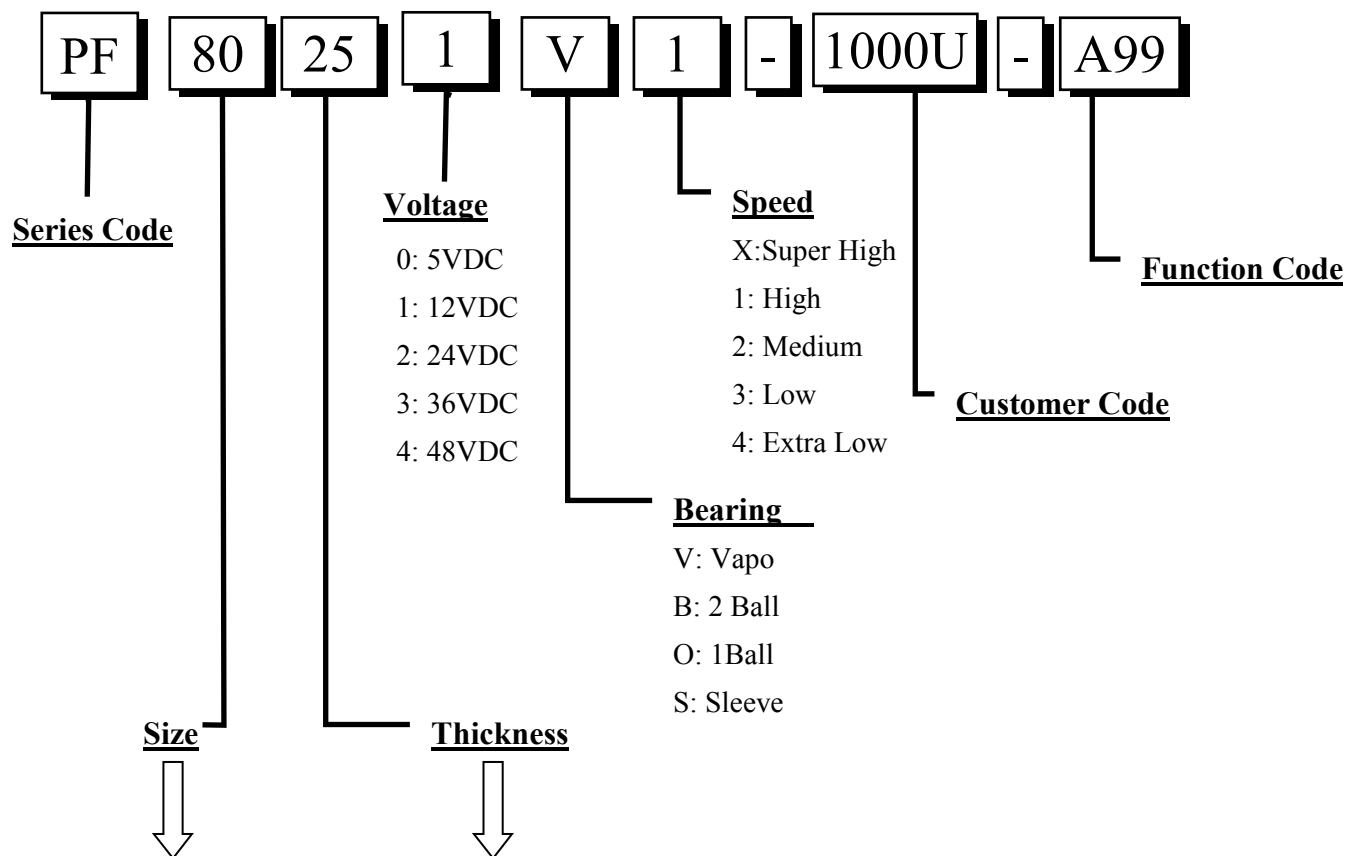 PF 80 25 1 V 1 - 1000U - A99
Series Code
Voltage
0: 5VDC
1: 12VDC
2: 24VDC
3: 36VDC
4: 48VDC
Speed
X:Super High
1: High
2: Medium
3: Low
4: Extra Low
Function Code
Customer Code
Bearing
V: Vapo
B: 2 Ball
O: 1Ball
S: Sleeve
Size
Thickness